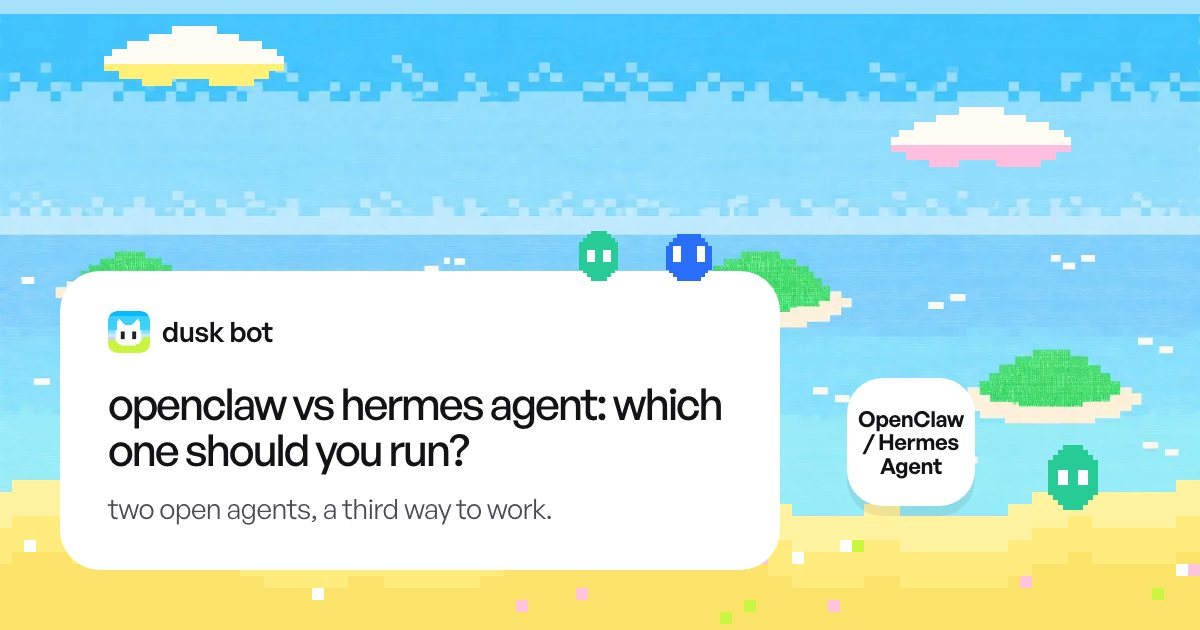 dusk bot
openclaw vs hermes agent: which
one should you run?
two open agents, a third way to work.
OpenClaw
/ Hermes
Agent